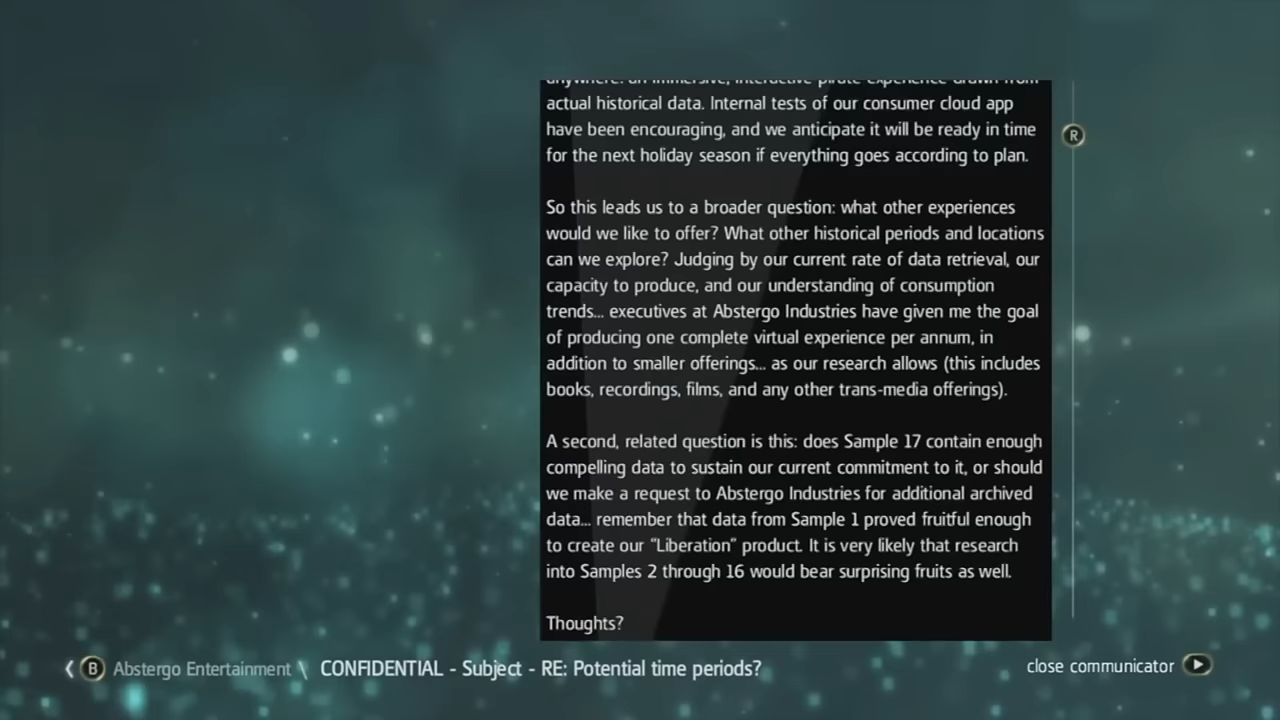 anywhere: an immersive, interactive pirate experience drawn from
actual historical data. Internal tests of our consumer cloud app
have been encouraging, and we anticipate it will be ready in time
for the next holiday season if everything goes according to plan.
So this leads us to a broader question: what other experiences
would we like to offer? What other historical periods and locations
can we explore? Judging by our current rate of data retrieval, our
capacity to produce, and our understanding of consumption
trends... executives at Abstergo Industries have given me the goal
of producing one complete virtual experience per annum, in
addition to smaller offerings... as our research allows (this includes
books, recordings, films, and any other trans-media offerings).
A second, related question is this: does Sample 17 contain enough
compelling data to sustain our current commitment to it, or should
we make a request to Abstergo Industries for additional archived
data... remember that data from Sample 1 proved fruitful enough
to create our "Liberation" product. It is very likely that research
into Samples 2 through 16 would bear surprising fruits as well.
Thoughts?
R
B Abstergo Entertainment \ CONFIDENTIAL - Subject - RE: Potential time periods?
close communicator